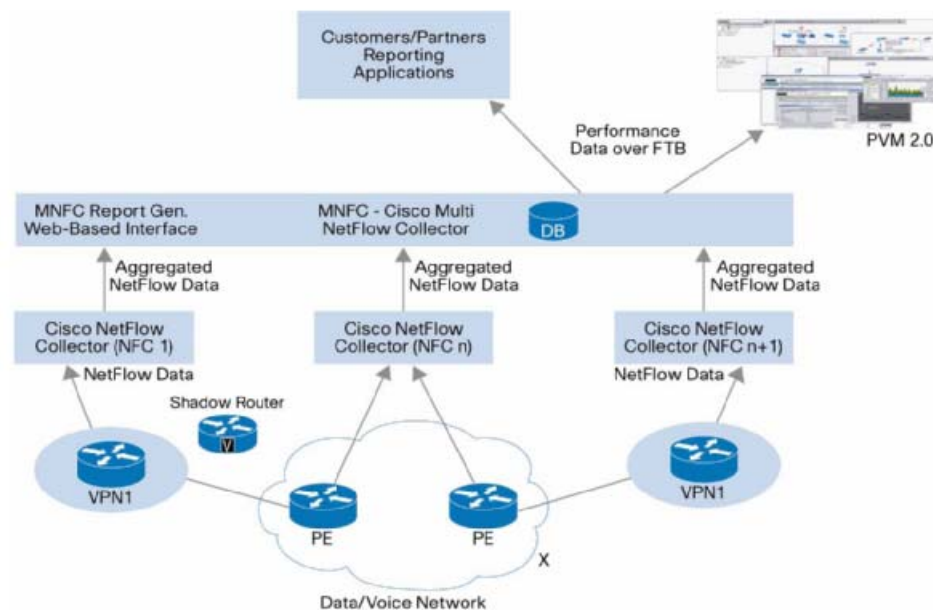 Customers/Partners
Reporting
Applications
PVM 2.0
Performance
Data over FTB
MNFC Report Gen.
Web-Based Interface
MNFC - Cisco Multi
NetFlow Collector
DB
Aggregated
NetFlow Data
Aggregated
NetFlow Data
Aggregated
NetFlow Data
Cisco NetFlow
Collector (NFC 1)
Cisco NetFlow
Collector (NFC n)
Cisco NetFlow
Collector (NFC n+1)
NetFlow Data
NetFlow Data
Shadow Router
V
VPN1
PE
PE
VPN1
X
Data/Voice Network